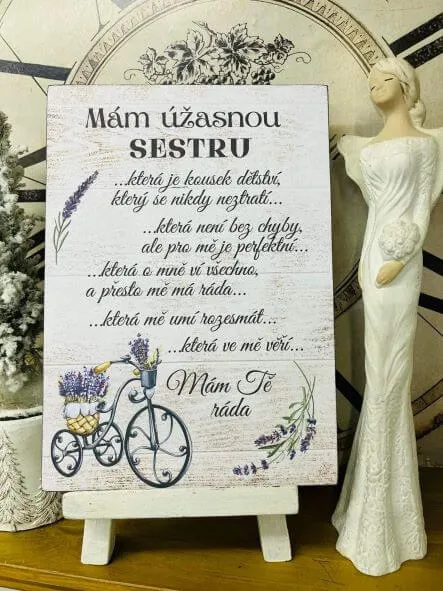 Mám úžasnou
SESTRU
...která je kousek dětství,
který se nikdy neztratí...
...která není bez chyby,
ale pro mě je perfektní...
...která o mně ví všechno,
a přesto mě má ráda...
...která mě umí rozesmát...
...která ve mě věří...
Mám Tě
ráda